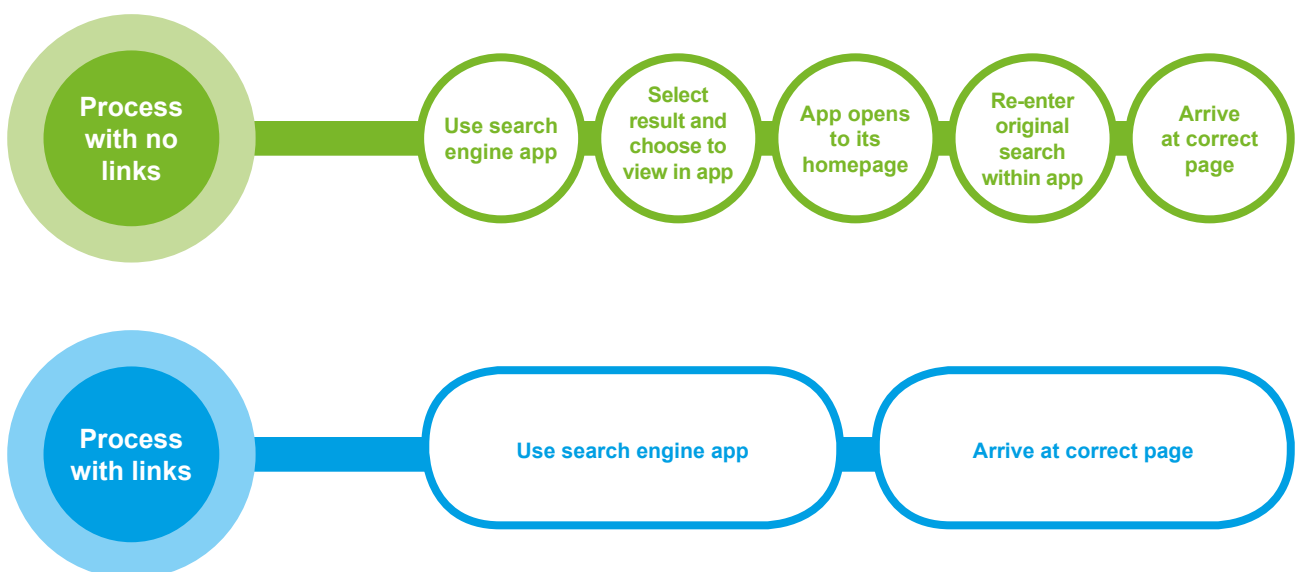 Process
with no
links
Use search
engine app
Select
result and
choose to
view in app
App opens
to its
homepage
Re-enter
original
search
within app
Arrive
at correct
page
Process
with links
Use search engine app
Arrive at correct page